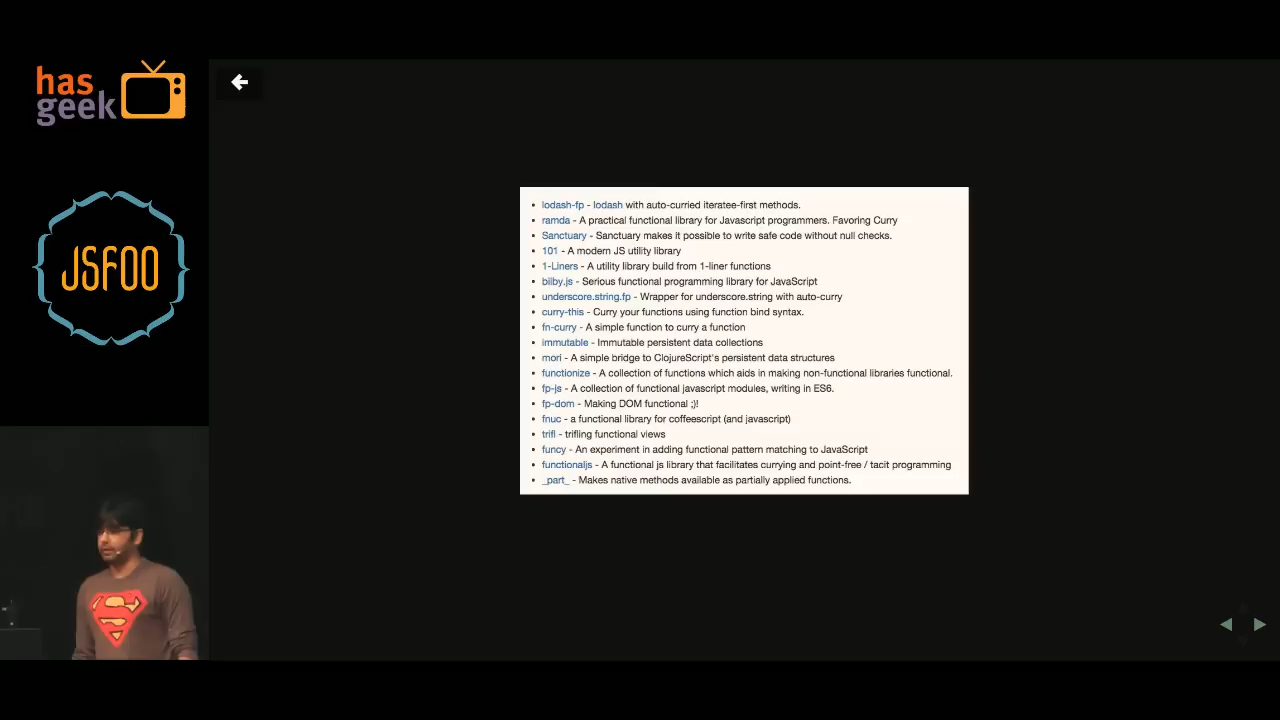 has
geek
JSFOO
lodash-fp - lodash with auto-curried iteratee-first methods.
ramda - A practical functional library for Javascript programmers. Favoring Curry
Sanctuary - Sanctuary makes it possible to write safe code without null checks.
101 - A modern JS utility library
1-Liners - A utility library build from 1-liner functions
bilby.js - Serious functional programming library for JavaScript
underscore.string.fp - Wrapper for underscore.string with auto-curry
curry-this - Curry your functions using function bind syntax.
fn-curry - A simple function to curry a function
immutable - Immutable persistent data collections
mori - A simple bridge to ClojureScript's persistent data structures
functionize - A collection of functions which aids in making non-functional libraries functional.
fp-js - A collection of functional javascript modules, writing in ES6.
fp-dom - Making DOM functional ;)!
fnuc - a functional library for coffeescript (and javascript)
trifl - trifling functional views
funcy - An experiment in adding functional pattern matching to JavaScript
functionaljs - A functional js library that facilitates currying and point-free / tacit programming
_part_ - Makes native methods available as partially applied functions.